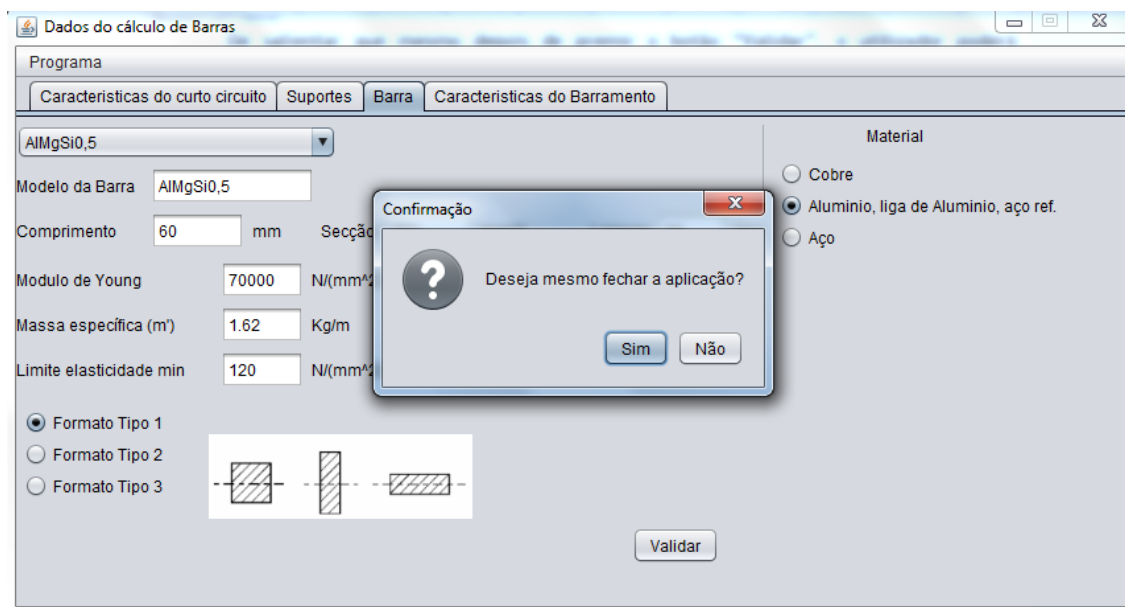 Dados do cálculo de Barras
Programa
Caracteristicas do curto circuito Suportes Barra Caracteristicas do Barramento
AlMgSi0,5
Modelo da Barra AlMgSi0,5
Comprimento 60 mm Secção
Modulo de Young 70000 N/(mm^2
Massa específica (m') 1.62 Kg/m
Limite elasticidade min 120 N/(mm^2
Formato Tipo 1
Formato Tipo 2
Formato Tipo 3
Material
Cobre
Aluminio, liga de Aluminio, aço ref.
Aço
Confirmação
Deseja mesmo fechar a aplicação?
Sim Não
Validar